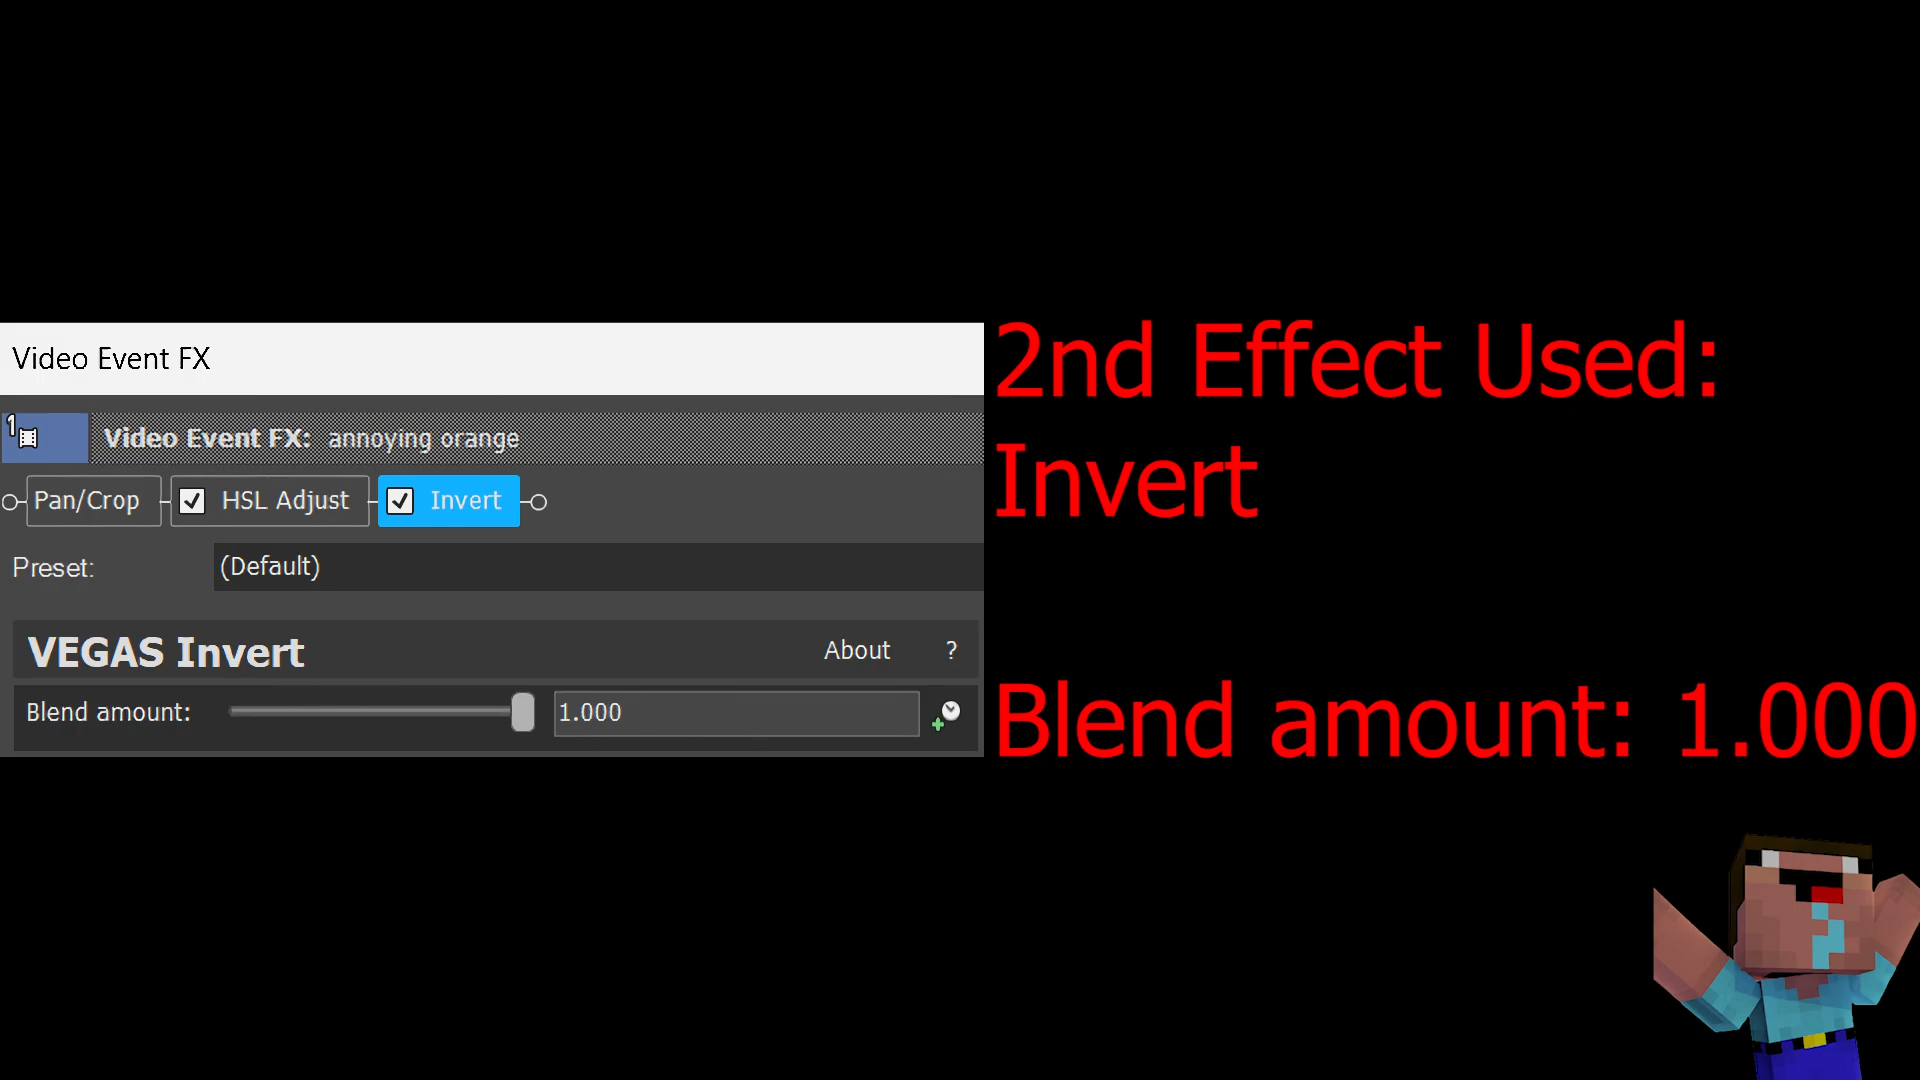 Video Event FX
1
Video Event FX: annoying orange
Pan/Crop HSL Adjust Invert
Preset: (Default)
VEGAS Invert About ?
Blend amount: 1.000
2nd Effect Used:
Invert
Blend amount: 1.000